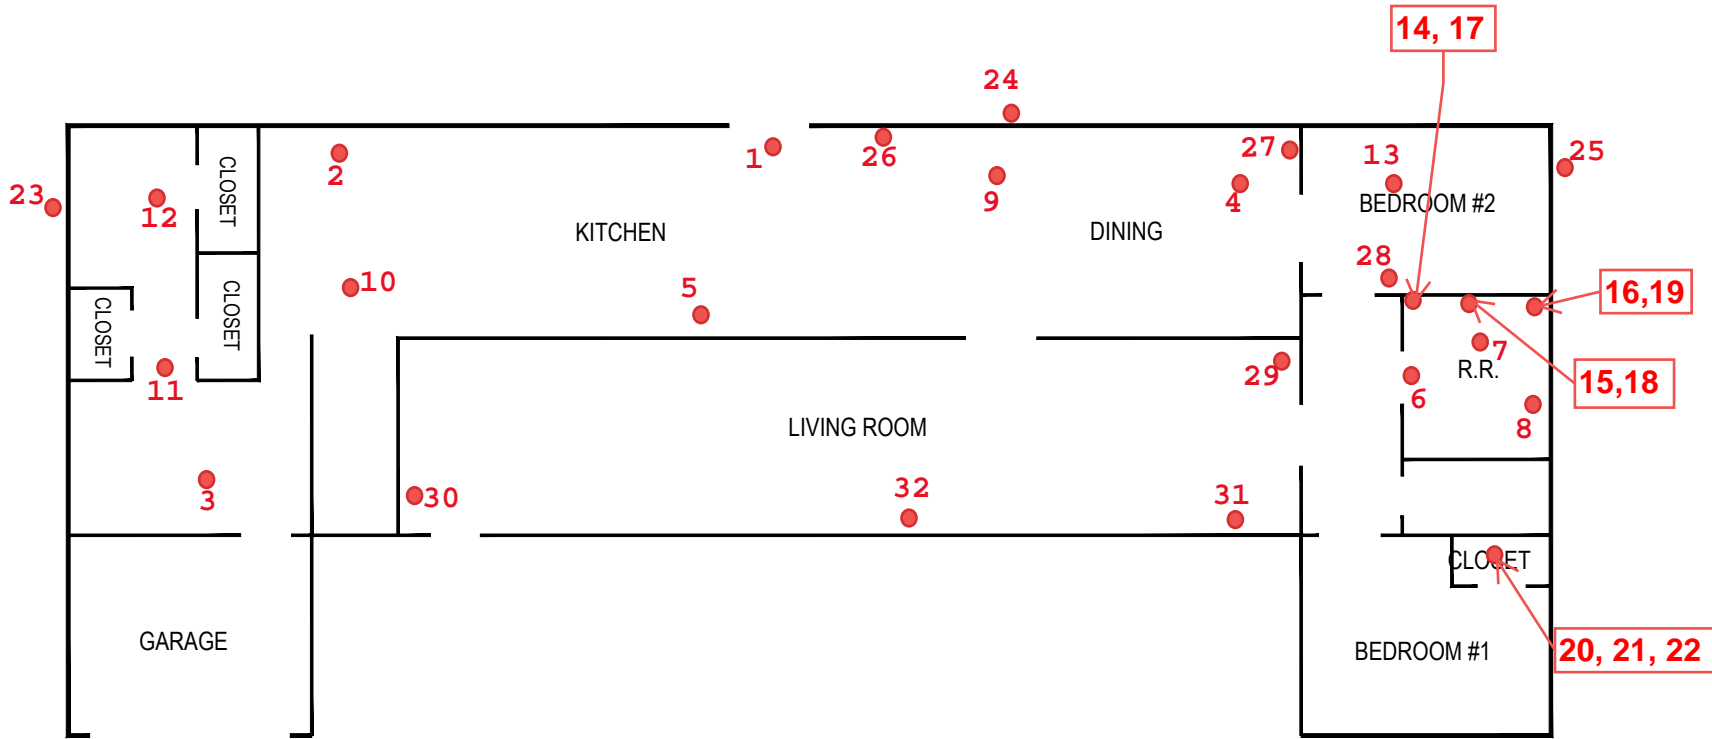 14, 17
24
1
26
27
13
25
2
CLOSET
23
12
9
4
BEDROOM #2
KITCHEN
DINING
28
10
5
16,19
CLOSET
CLOSET
7
29
R.R.
11
6
15,18
8
LIVING ROOM
3
30
32
31
CLOSET
GARAGE
BEDROOM #1
20, 21, 22